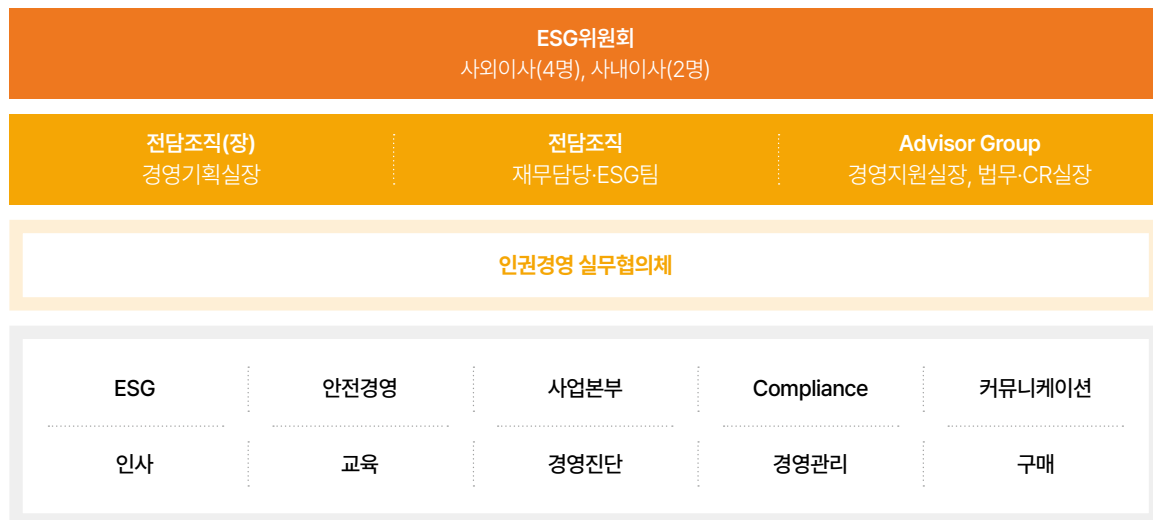 ESG위원회
사외이사(4명), 사내이사(2명)
전담조직(장)
경영기획실장
전담조직
재무담당·ESG팀
Advisor Group
경영지원실장, 법무·CR실장
인권경영 실무협의체
ESG
안전경영
사업본부
Compliance
커뮤니케이션
인사
교육
경영진단
경영관리
구매